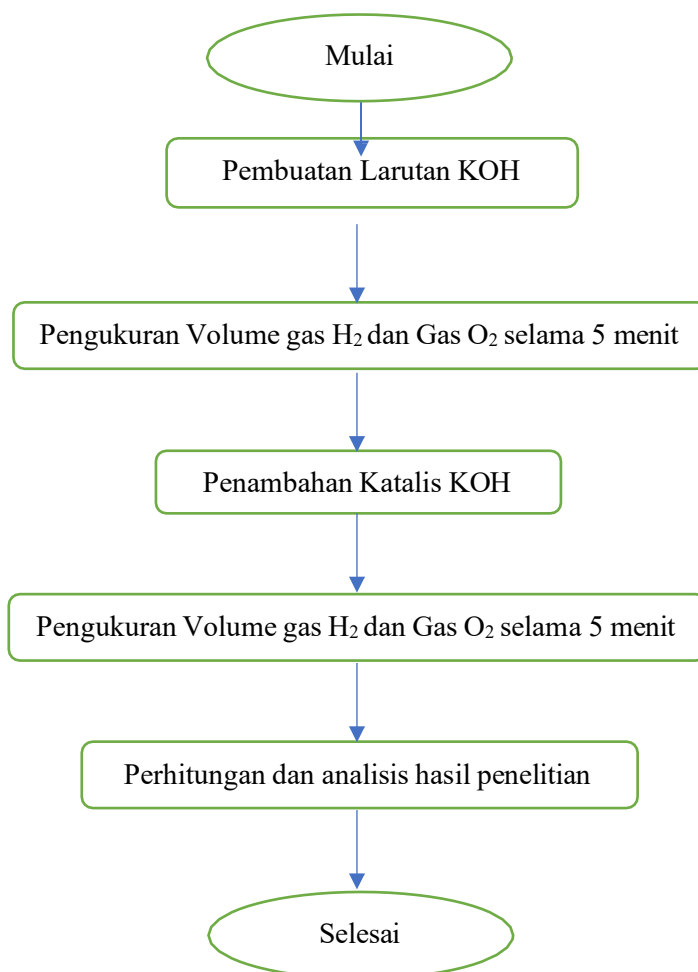 Mulai
Pembuatan Larutan KOH
Pengukuran Volume gas H₂ dan Gas O₂ selama 5 menit
Penambahan Katalis KOH
Pengukuran Volume gas H₂ dan Gas O₂ selama 5 menit
Perhitungan dan analisis hasil penelitian
Selesai